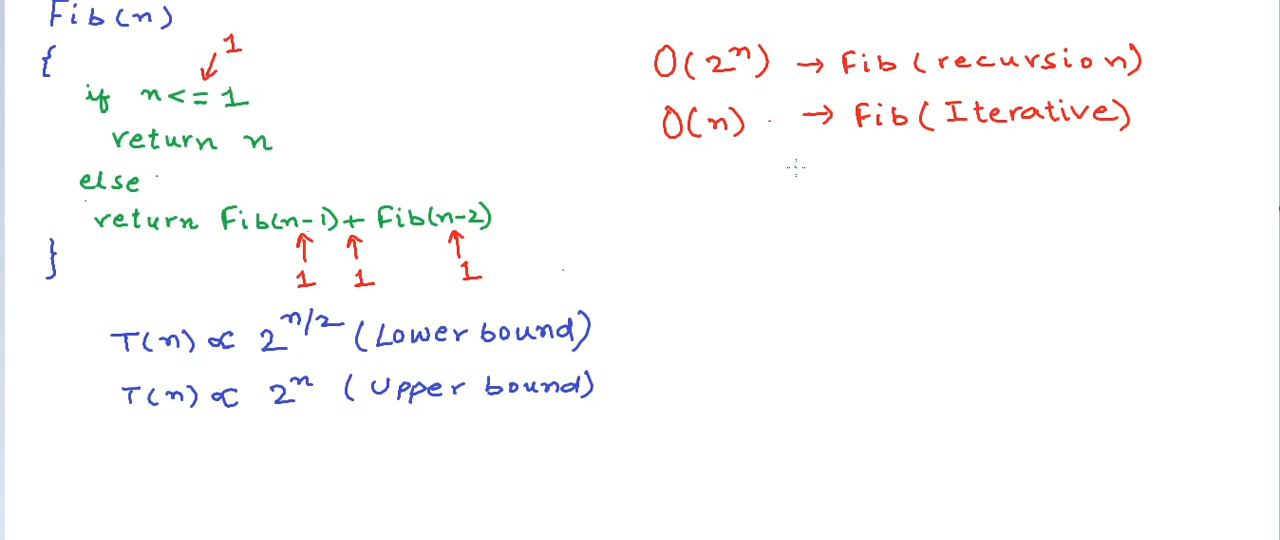 Fib(n)
{
1
if n<=1
return n
else
return Fib(n-1)+ Fib(n-2)
1 1 1
}
T(n) ∝ 2^n/2 (Lower bound)
T(n) ∝ 2^n (Upper bound)
O(2^n) → Fib(recursion)
O(n) → Fib(Iterative)